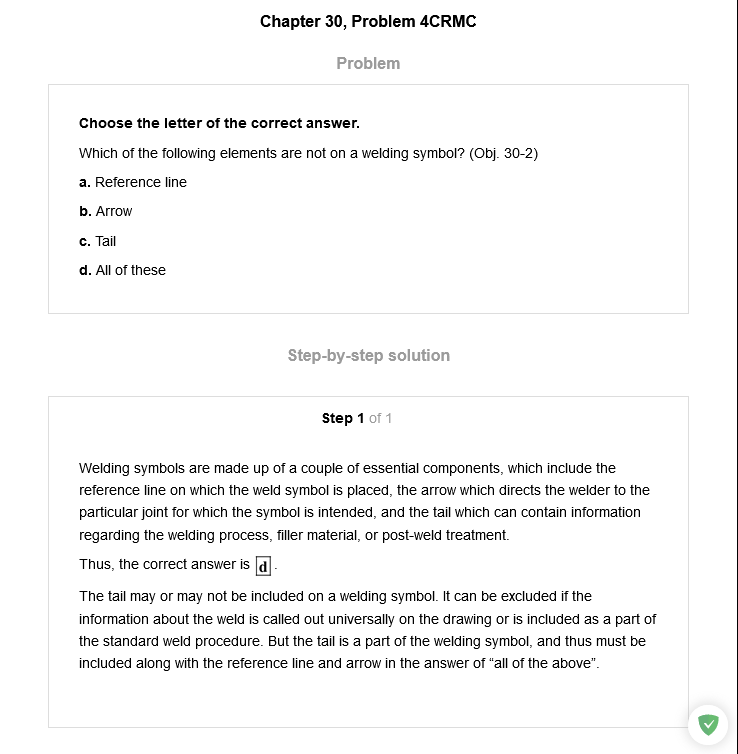 Chapter 30, Problem 4CRMC
Problem
Choose the letter of the correct answer.
Which of the following elements are not on a welding symbol? (Obj. 30-2)
a. Reference line
b. Arrow
c. Tail
d. All of these
Step-by-step solution
Step 1 of 1
Welding symbols are made up of a couple of essential components, which include the
reference line on which the weld symbol is placed, the arrow which directs the welder to the
particular joint for which the symbol is intended, and the tail which can contain information
regarding the welding process, filler material, or post-weld treatment.
Thus, the correct answer is d.
The tail may or may not be included on a welding symbol. It can be excluded if the
information about the weld is called out universally on the drawing or is included as a part of
the standard weld procedure. But the tail is a part of the welding symbol, and thus must be
included along with the reference line and arrow in the answer of “all of the above”.